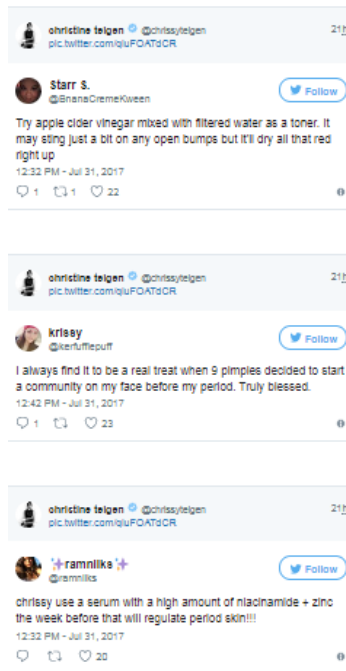 christine teigen @chrissyteigen 21h
pic.twitter.com/qiuFOATdCR
Starr $.
@BnanaCremeKween
Follow
Try apple cider vinegar mixed with filtered water as a toner. It
may sting just a bit on any open bumps but it'll dry all that red
right up
12:32 PM - Jul 31, 2017
1 1 22
christine teigen @chrissyteigen 21h
pic.twitter.com/qiuFOATdCR
krissy
@kerfufflepuff
Follow
I always find it to be a real treat when 9 pimples decided to start
a community on my face before my period. Truly blessed.
12:42 PM - Jul 31, 2017
1 23
christine teigen @chrissyteigen 21h
pic.twitter.com/qiuFOATdCR
✨ramniiks✨
@ramniiks
Follow
chrissy use a serum with a high amount of niacinamide + zinc
the week before that will regulate period skin!!!
12:32 PM - Jul 31, 2017
20